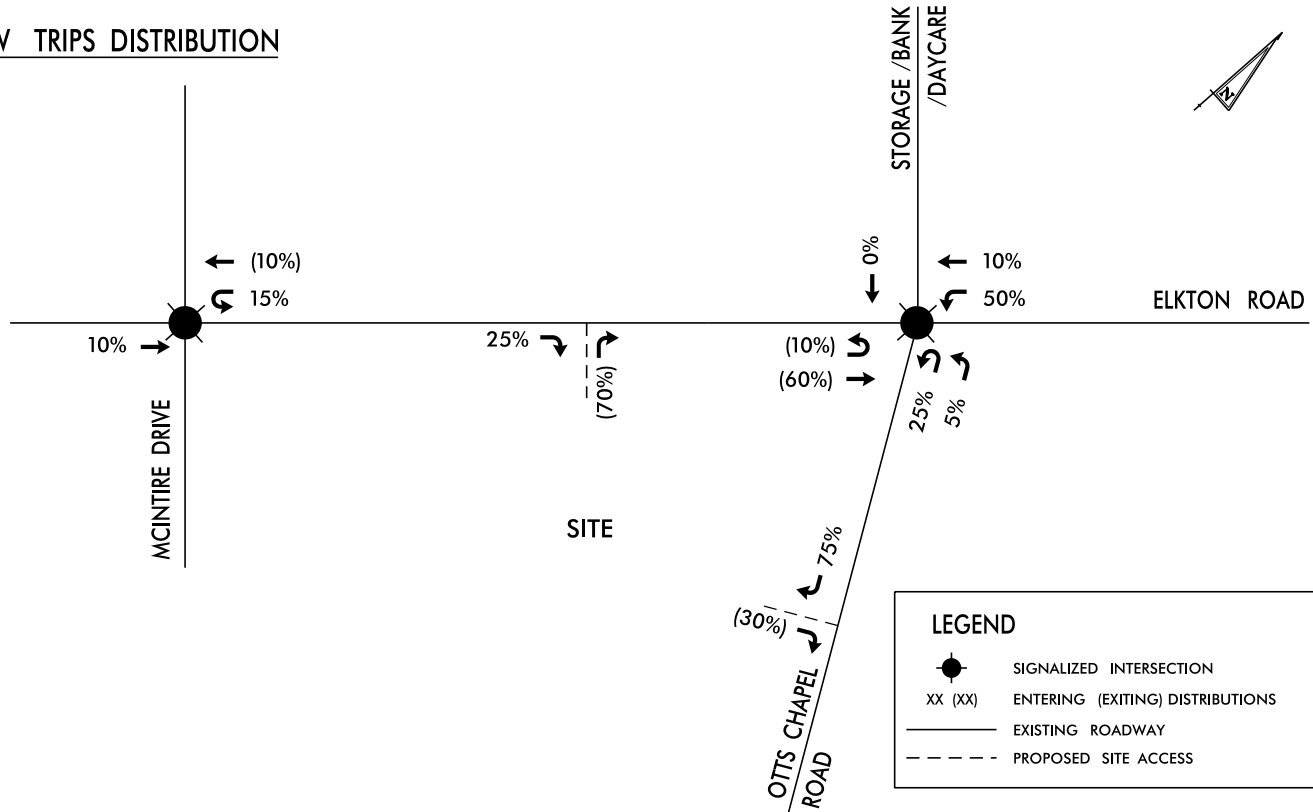 TRIPS DISTRIBUTION
STORAGE /BANK
/DAYCARE
N
0%
(10%)
15%
10%
50%
ELKTON ROAD
10%
25%
(70%)
(10%)
(60%)
25%
5%
MCINTIRE DRIVE
SITE
75%
(30%)
OTTS CHAPEL
ROAD
LEGEND
SIGNALIZED INTERSECTION
XX (XX) ENTERING (EXITING) DISTRIBUTIONS
EXISTING ROADWAY
PROPOSED SITE ACCESS